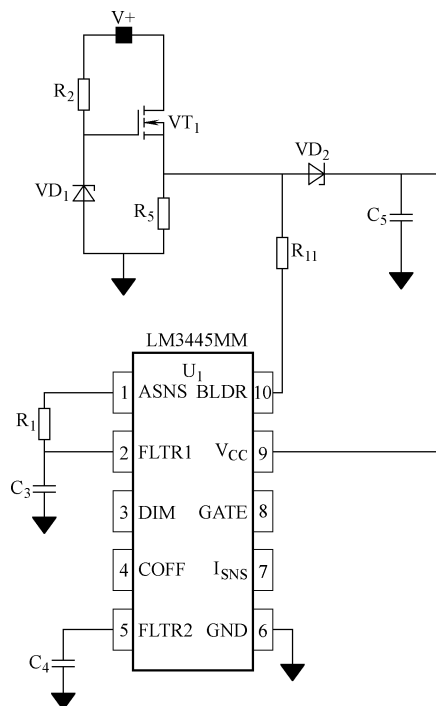 V+
R2
VT1
VD1
R5
VD2
C5
R11
LM3445MM
U1
1 ASNS BLDR 10
R1
2 FLTR1 VCC 9
C3
3 DIM GATE 8
4 COFF ISNS 7
5 FLTR2 GND 6
C4